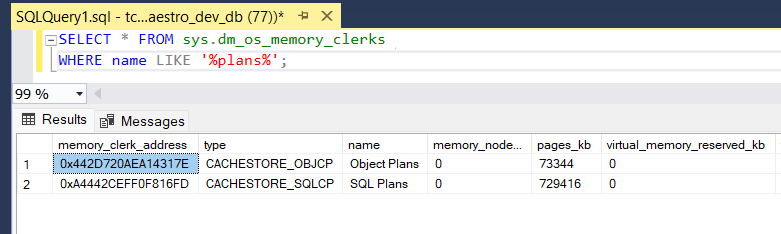 SQLQuery1.sql - tc...aestro_dev_db (77))*
SELECT * FROM sys.dm_os_memory_clerks
WHERE name LIKE '%plans%';
99 %
Results Messages
memory_clerk_address type name memory_node... pages_kb virtual_memory_reserved_kb
1 0x442D720AEA14317E CACHESTORE_OBJCP Object Plans 0 73344 0
2 0xA4442CEFF0F816FD CACHESTORE_SQLCP SQL Plans 0 729416 0